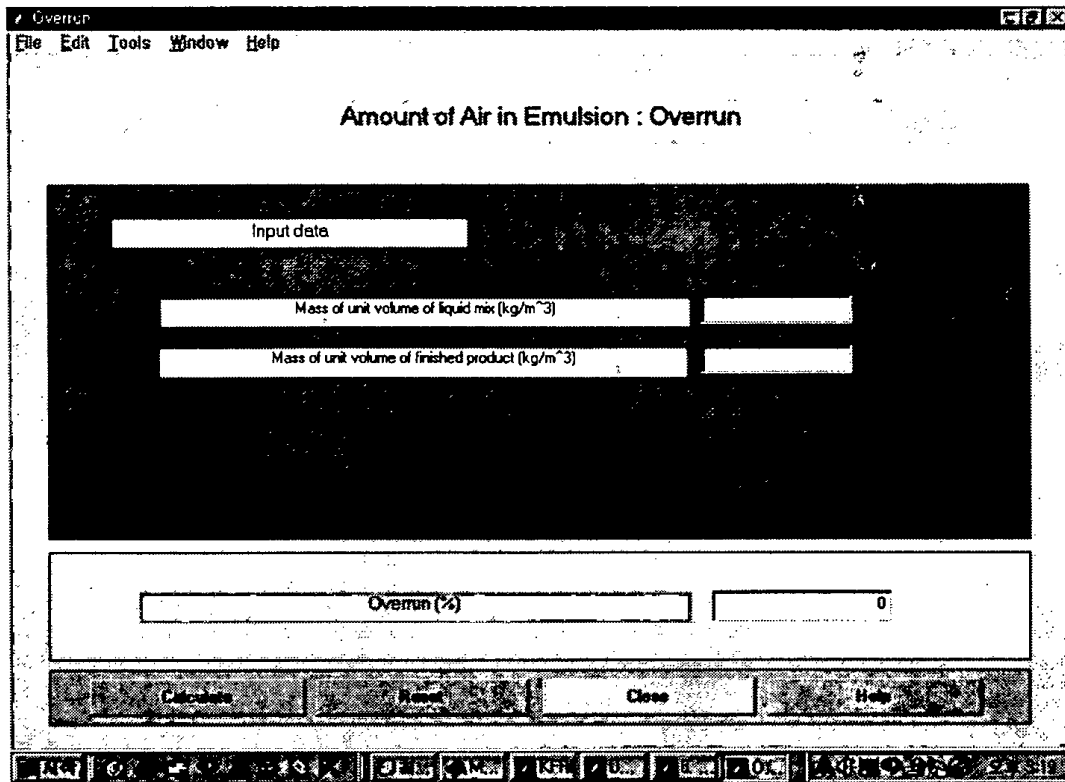 Overrun
File Edit Tools Window Help
Amount of Air in Emulsion : Overrun
Input data
Mass of unit volume of liquid mix (kg/m^3)
Mass of unit volume of finished product (kg/m^3)
Overrun (%)
0
Calculate Reset Close Help